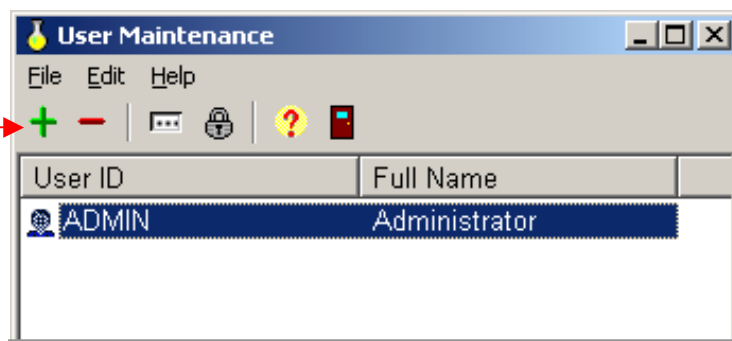 User Maintenance
File Edit Help
User ID Full Name
ADMIN Administrator